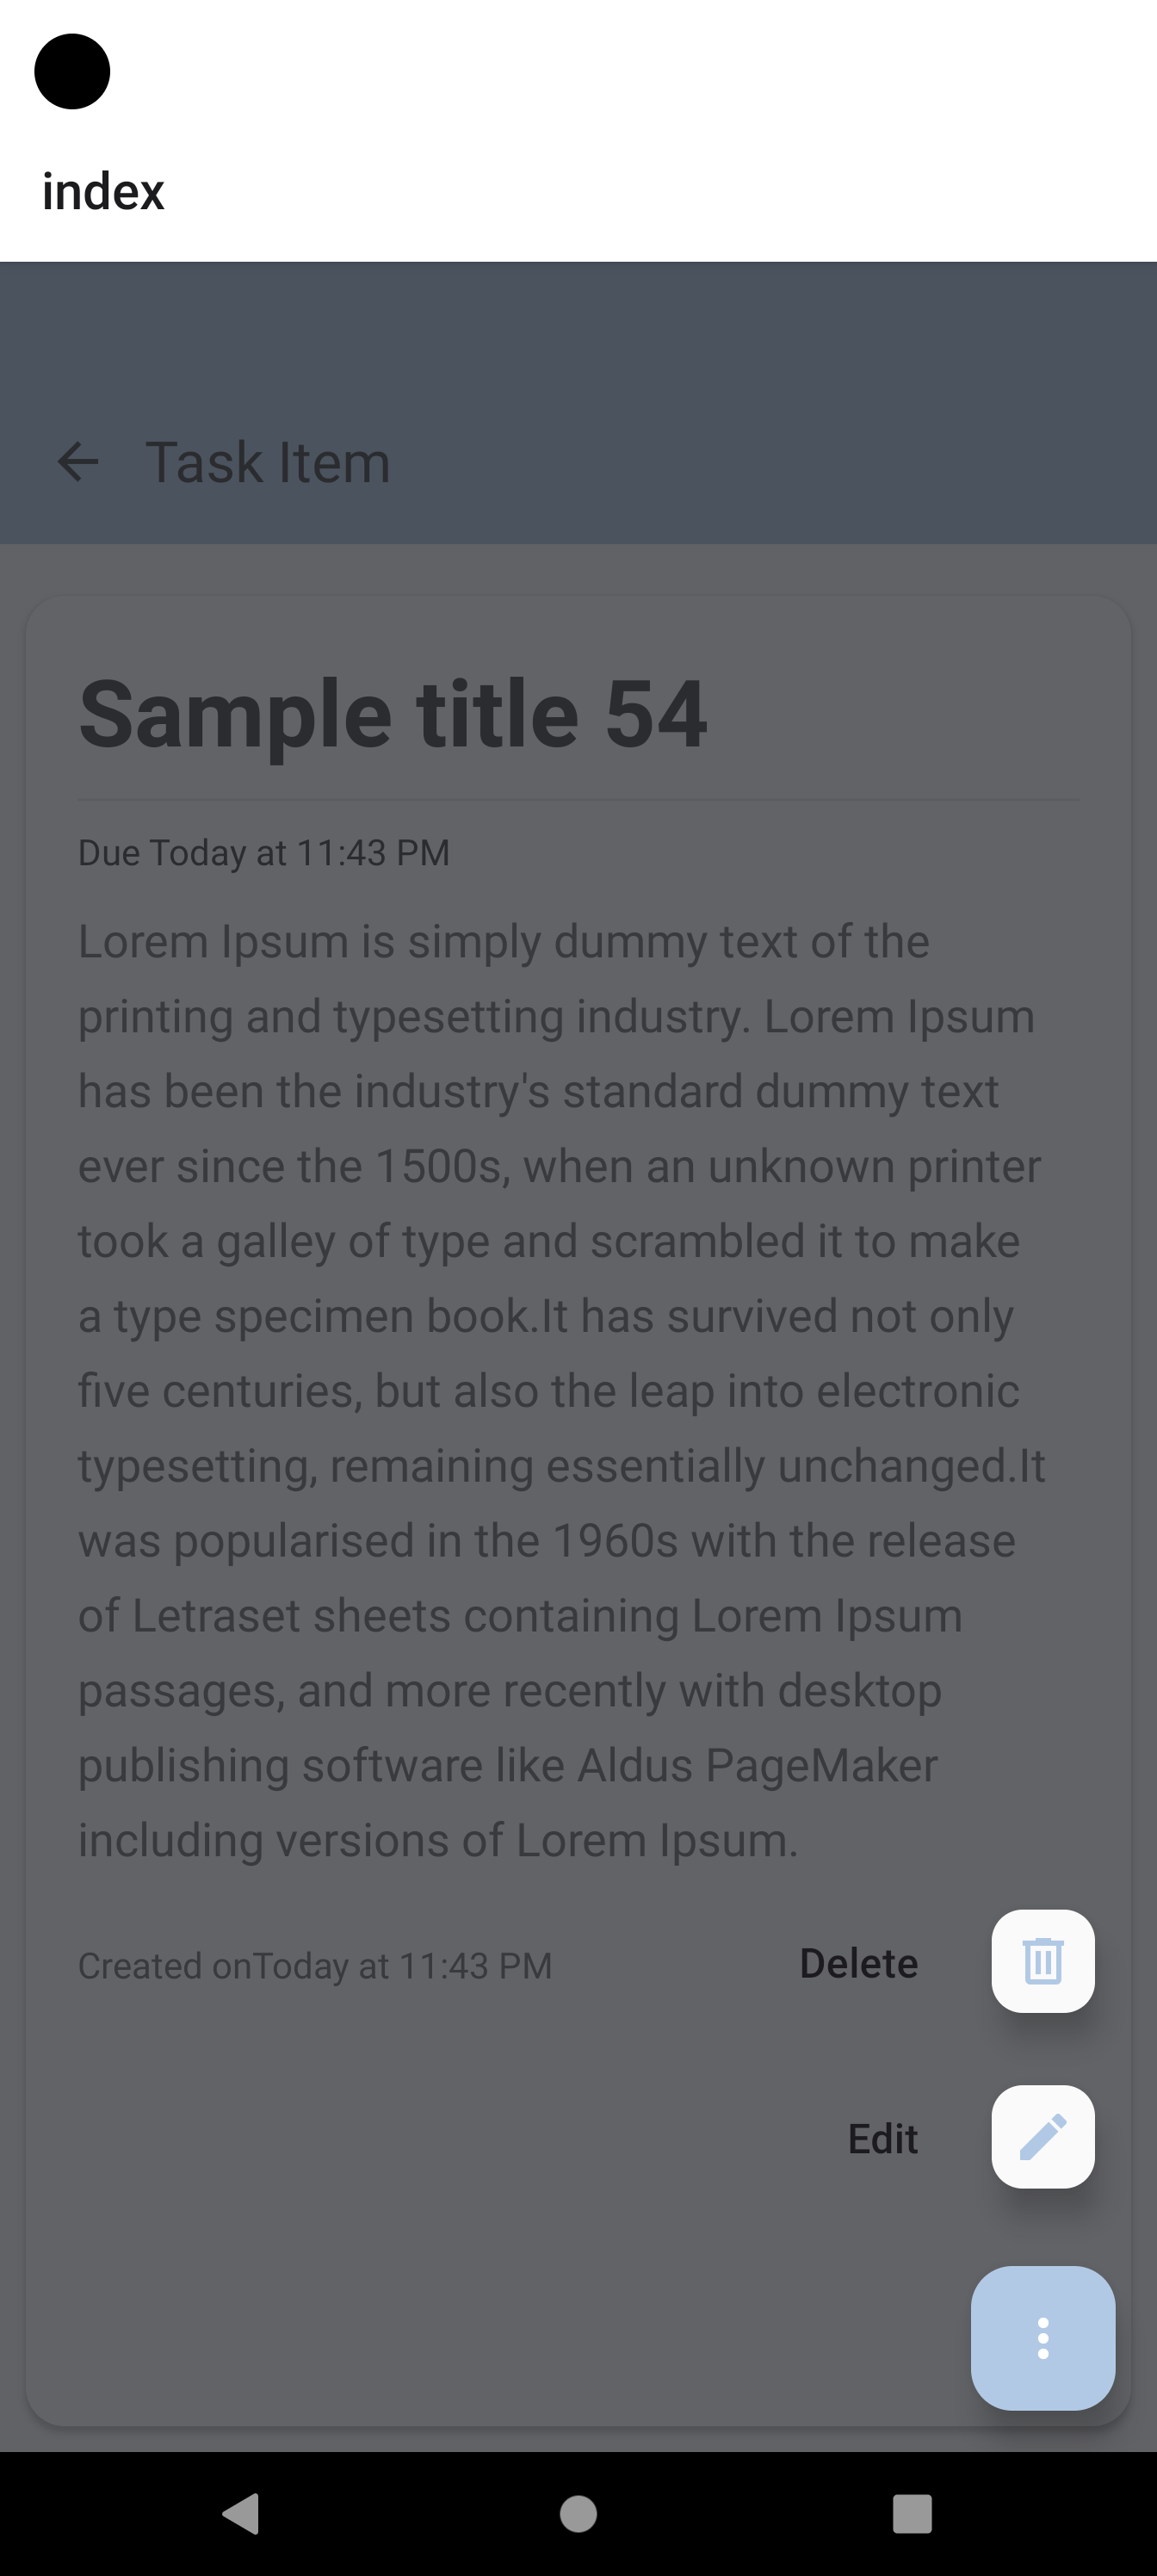 index
Task Item
Sample title 54
Due Today at 11:43 PM
Lorem Ipsum is simply dummy text of the
printing and typesetting industry. Lorem Ipsum
has been the industry's standard dummy text
ever since the 1500s, when an unknown printer
took a galley of type and scrambled it to make
a type specimen book.It has survived not only
five centuries, but also the leap into electronic
typesetting, remaining essentially unchanged.It
was popularised in the 1960s with the release
of Letraset sheets containing Lorem Ipsum
passages, and more recently with desktop
publishing software like Aldus PageMaker
including versions of Lorem Ipsum.
Created onToday at 11:43 PM
Delete
Edit